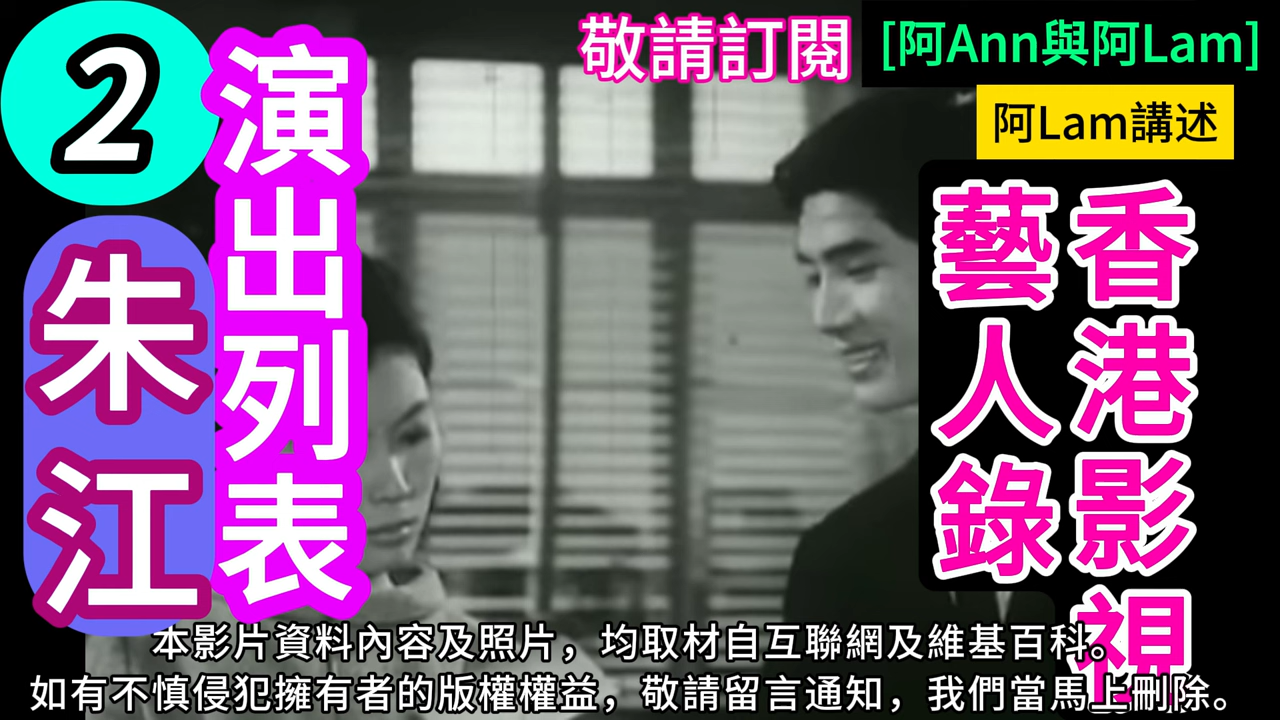 2
朱江
演出列表
敬請訂閱
[阿Ann與阿Lam]
阿Lam講述
香港影視
藝人錄
本影片資料內容及照片，均取材自互聯網及維基百科。
如有不慎侵犯擁有者的版權權益，敬請留言通知，我們當馬上刪除。